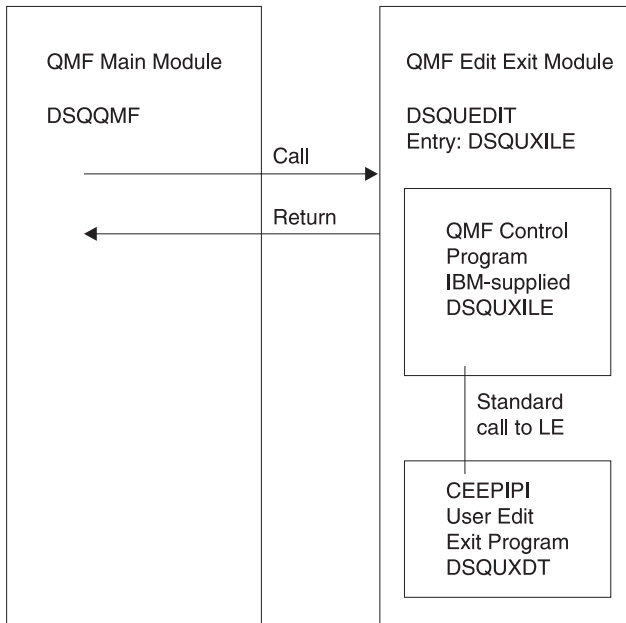 QMF Main Module
DSQQMF
Call
Return
QMF Edit Exit Module
DSQUEDIT
Entry: DSQUXILE
QMF Control
Program
IBM-supplied
DSQUXILE
Standard
call to LE
CEEPIPI
User Edit
Exit Program
DSQUXDT